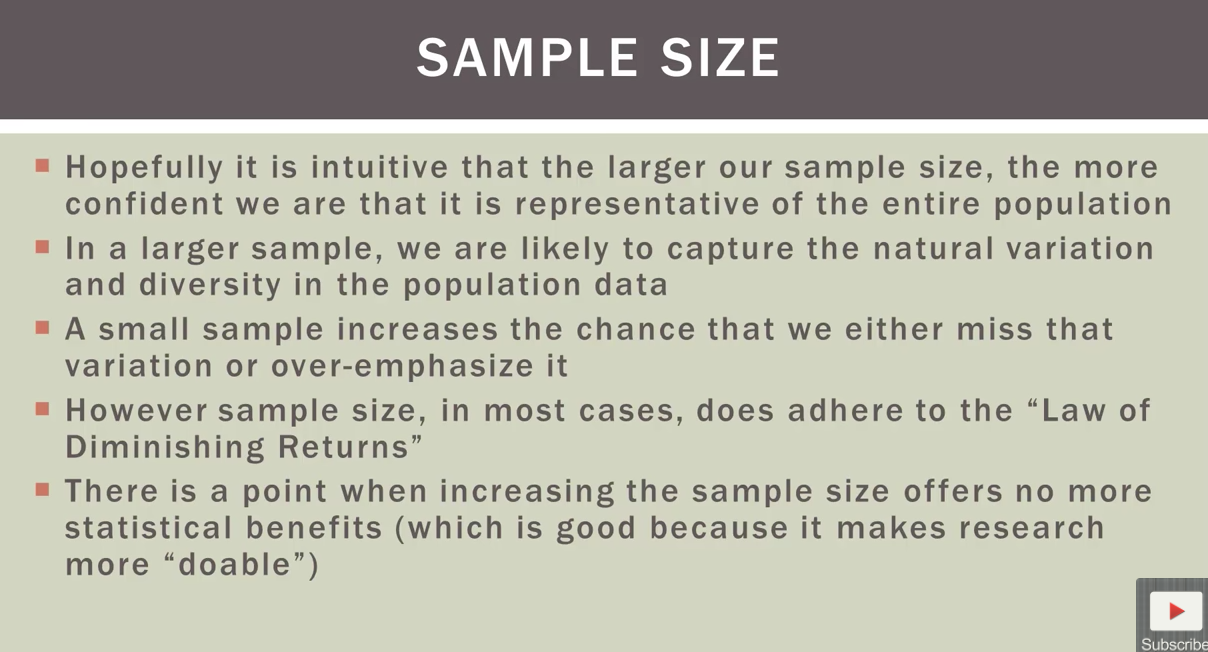 SAMPLE SIZE
Hopefully it is intuitive that the larger our sample size, the more
confident we are that it is representative of the entire population
In a larger sample, we are likely to capture the natural variation
and diversity in the population data
A small sample increases the chance that we either miss that
variation or over-emphasize it
However sample size, in most cases, does adhere to the “Law of
Diminishing Returns”
There is a point when increasing the sample size offers no more
statistical benefits (which is good because it makes research
more “doable”)
Subscribe